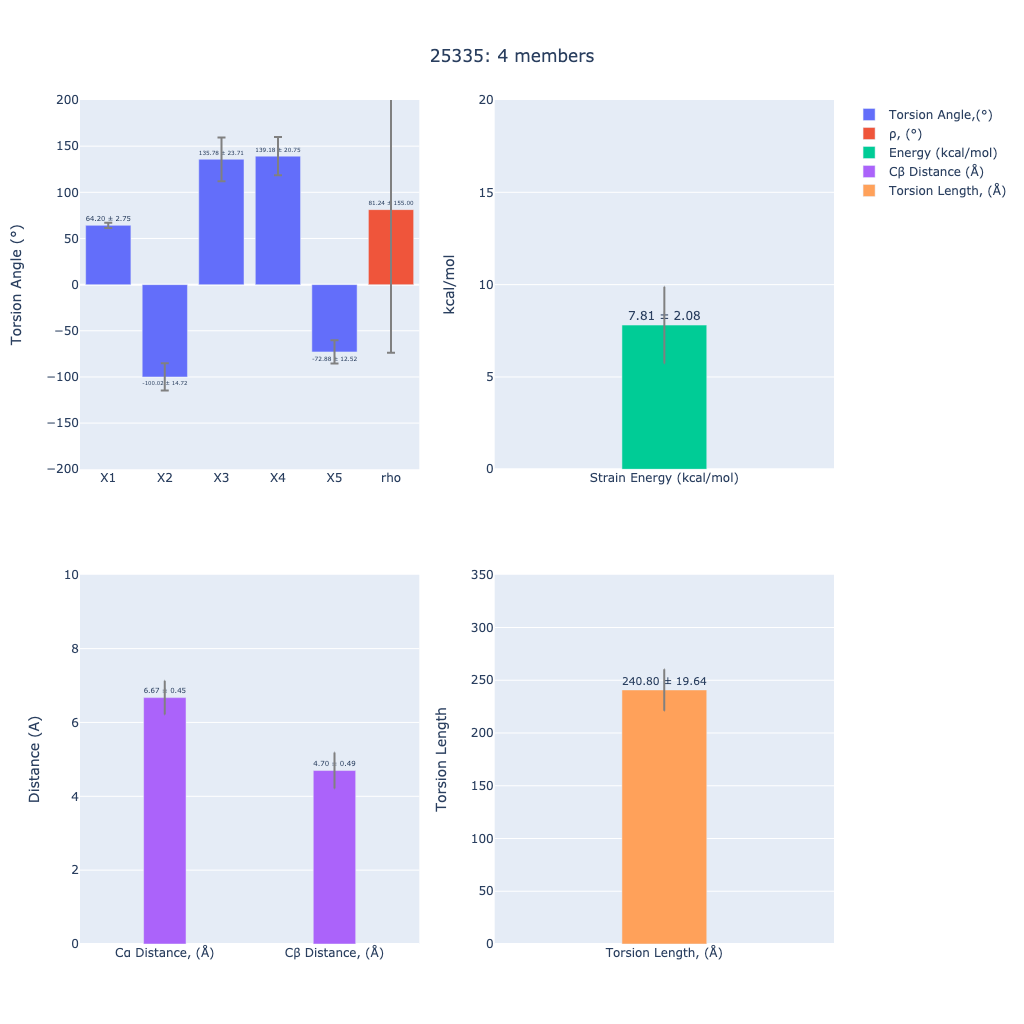 25335: 4 members
Torsion Angle (°)
200
150
100
50
0
−50
−100
−150
−200
64.20 ± 2.75
-100.02 ± 14.72
135.78 ± 23.71
139.18 ± 20.75
-72.88 ± 12.52
81.24 ± 155.00
X1 X2 X3 X4 X5 rho
kcal/mol
20
15
10
5
0
7.81 ± 2.08
Strain Energy (kcal/mol)
Torsion Angle,(°)
ρ, (°)
Energy (kcal/mol)
Cβ Distance (Å)
Torsion Length, (Å)
Distance (A)
10
8
6
4
2
0
6.67 ± 0.45
4.70 ± 0.49
Cα Distance, (Å) Cβ Distance, (Å)
Torsion Length
350
300
250
200
150
100
50
0
240.80 ± 19.64
Torsion Length, (Å)